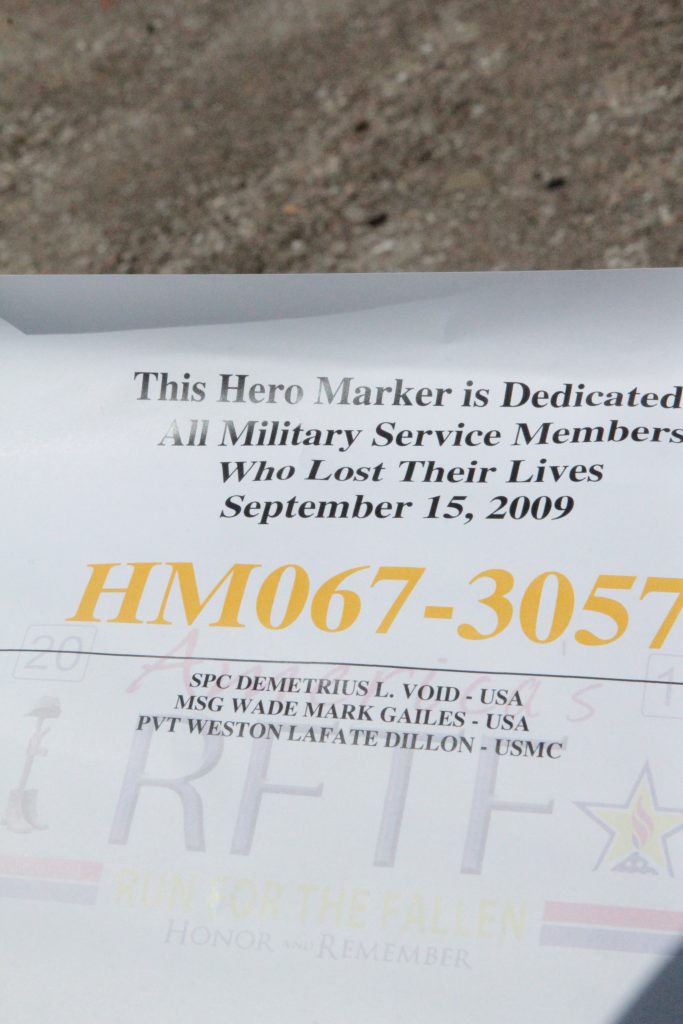 This Hero Marker is Dedicated
All Military Service Members
Who Lost Their Lives
September 15, 2009
HM067-3057
20
America's
1
SPC DEMETRIUS L. VOID - USA
MSG WADE MARK GAILES - USA
PVT WESTON LAFATE DILLON - USMC
RFTF
RUN FOR THE FALLEN
HONOR AND REMEMBER